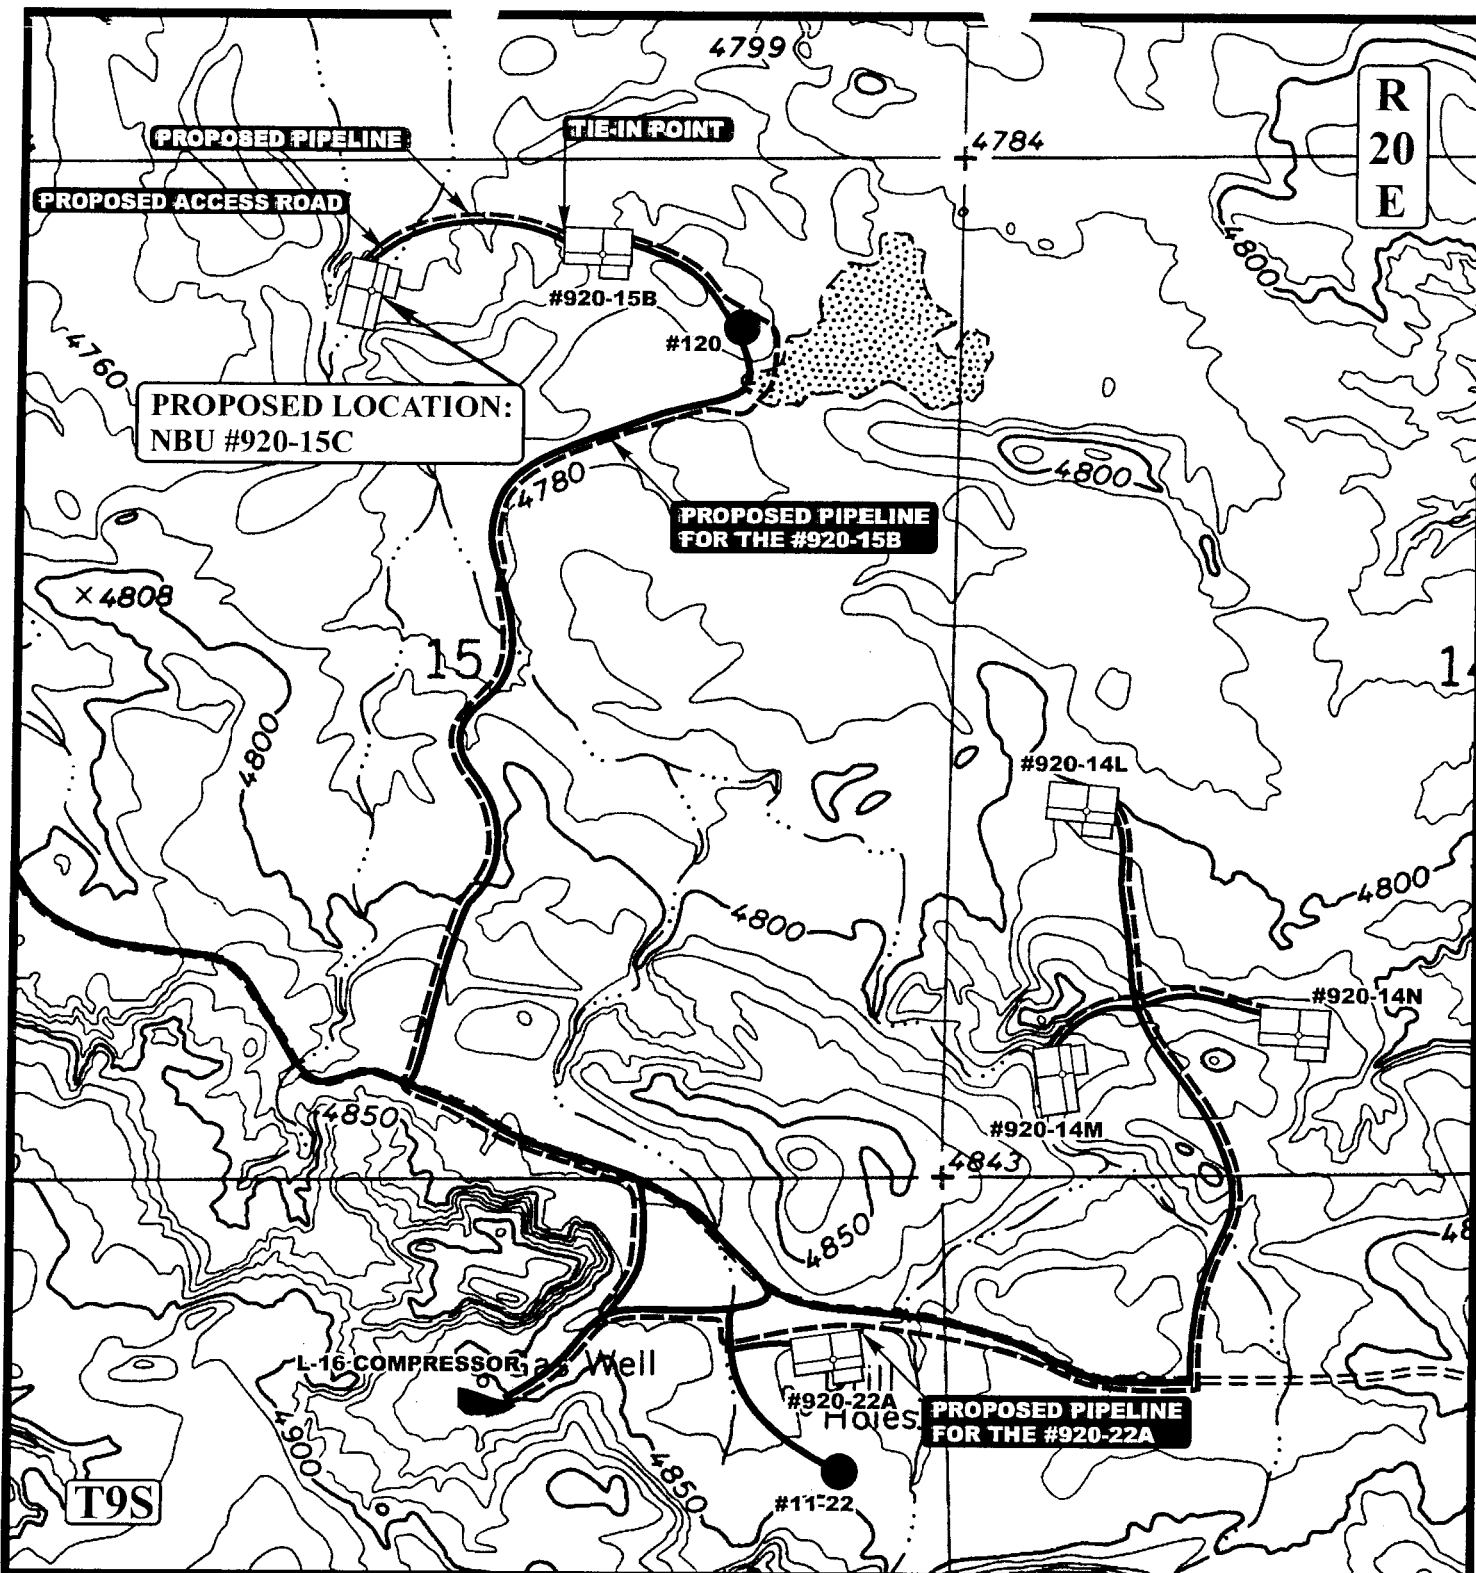 4799
R
20
E
PROPOSED PIPELINE
TIE-IN POINT
4784
PROPOSED ACCESS ROAD
4800
#920-15B
#120
4760
PROPOSED LOCATION:
NBU #920-15C
4780
4800
PROPOSED PIPELINE
FOR THE #920-15B
×4808
15
4800
#920-14L
4800
4800
#920-14N
4850
#920-14M
4843
4850
L-16 COMPRESSOR
Gas Well
Drill
#920-22A
Holes
PROPOSED PIPELINE
FOR THE #920-22A
4900
4850
T9S
#11-22